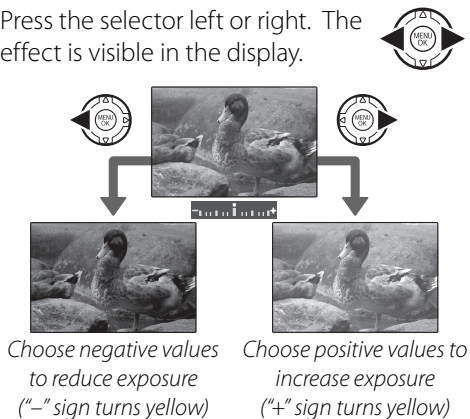 Press the selector left or right. The
effect is visible in the display.
MENU
OK
MENU
OK
MENU
OK
– +
Choose negative values
to reduce exposure
(“–” sign turns yellow)
Choose positive values to
increase exposure
(“+” sign turns yellow)